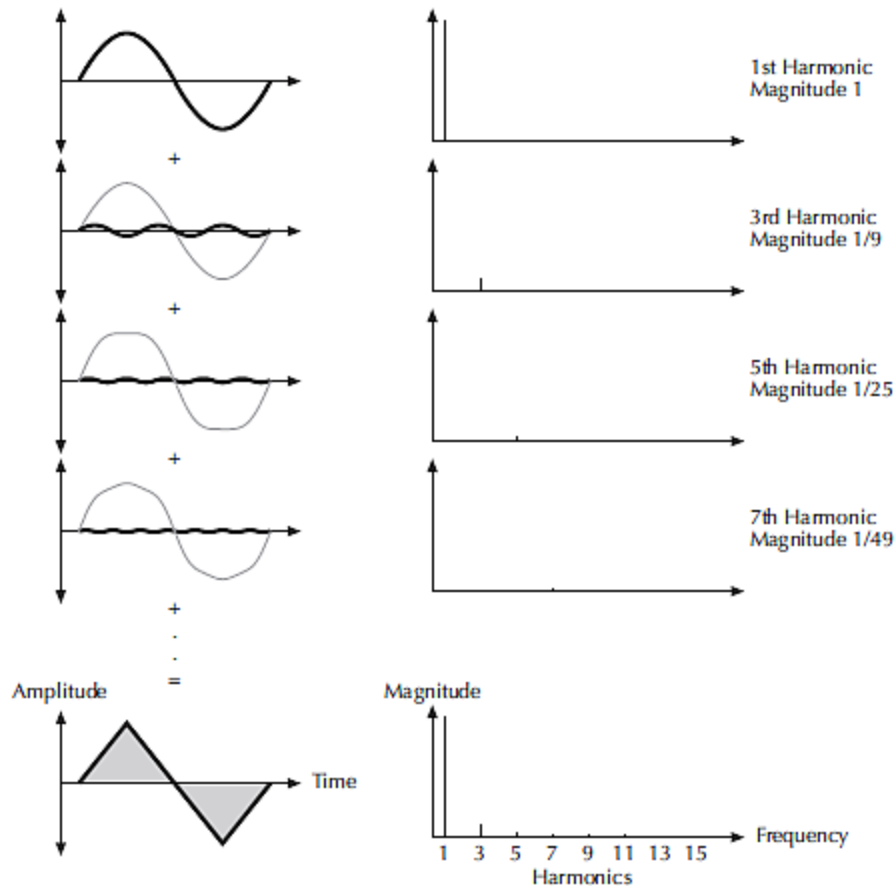 1st Harmonic
Magnitude 1
+
3rd Harmonic
Magnitude 1/9
+
5th Harmonic
Magnitude 1/25
+
7th Harmonic
Magnitude 1/49
+
.
.
=
Amplitude
Magnitude
Time
Frequency
1 3 5 7 9 11 13 15
Harmonics